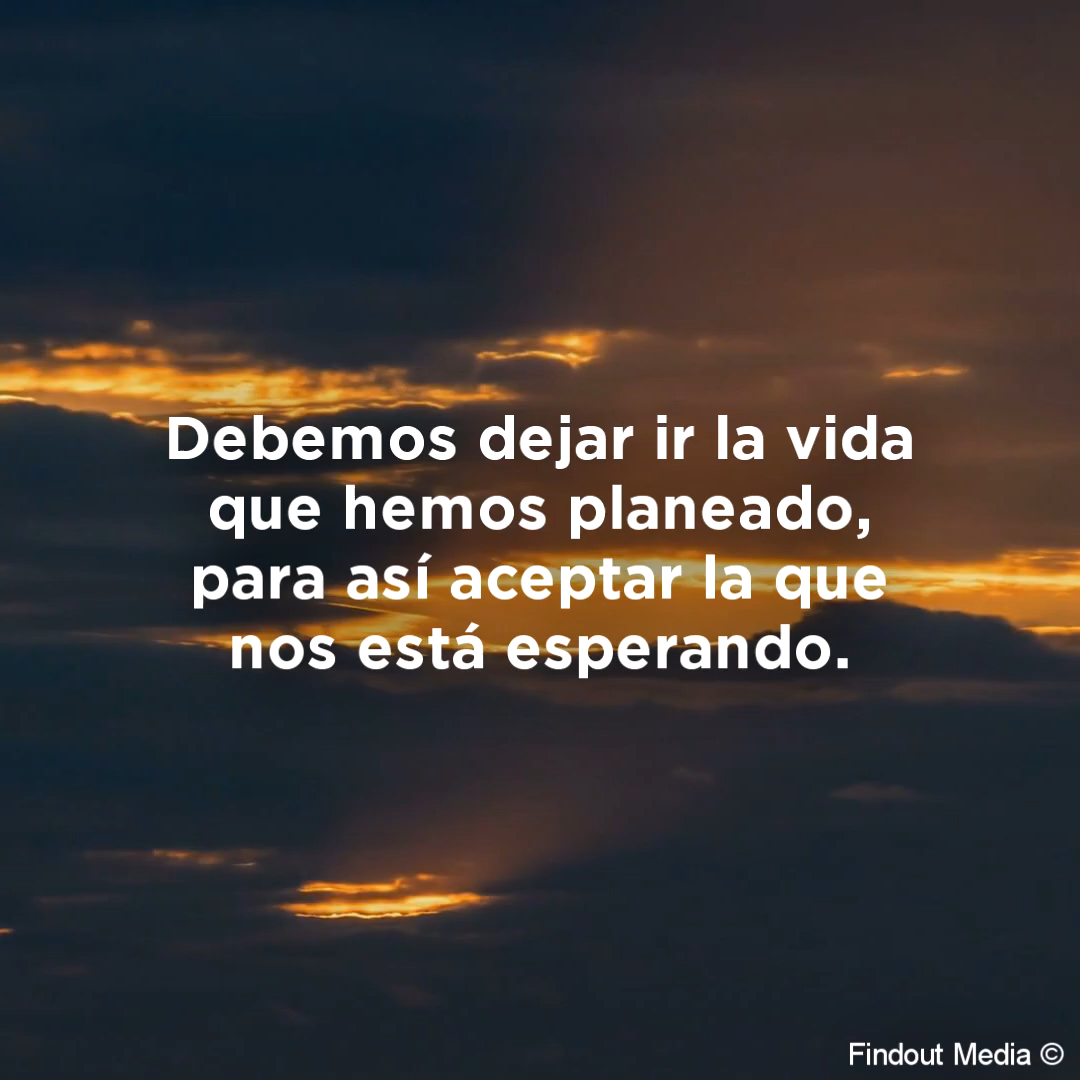 Debemos dejar ir la vida
que hemos planeado,
para así aceptar la que
nos está esperando.
Findout Media ©